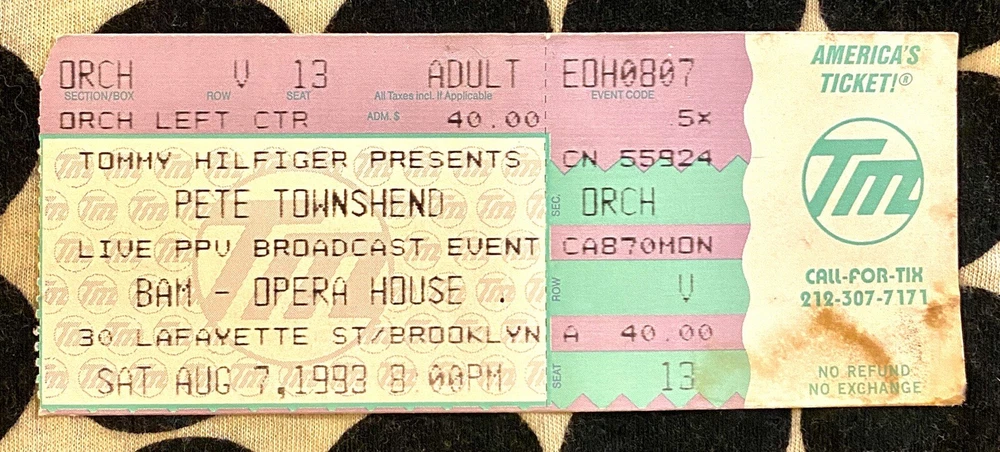 ORCH V 13 ADULT
SECTION/BOX ROW SEAT All Taxes incl. If Applicable
ORCH LEFT CTR ADM. $ 40.00
TOMMY HILFIGER PRESENTS
PETE TOWNSHEND
LIVE PPV BROADCAST EVENT
BAM - OPERA HOUSE .
30 LAFAYETTE ST/BROOKLYN
SAT AUG 7,1993 8 00PM
EOH0807
EVENT CODE
5X
CN 55924
SEC. ORCH
CA870MON
ROW V
A 40.00
SEAT 13
AMERICA'S
TICKET!®
Tm
CALL-FOR-TIX
212-307-7171
NO REFUND
NO EXCHANGE